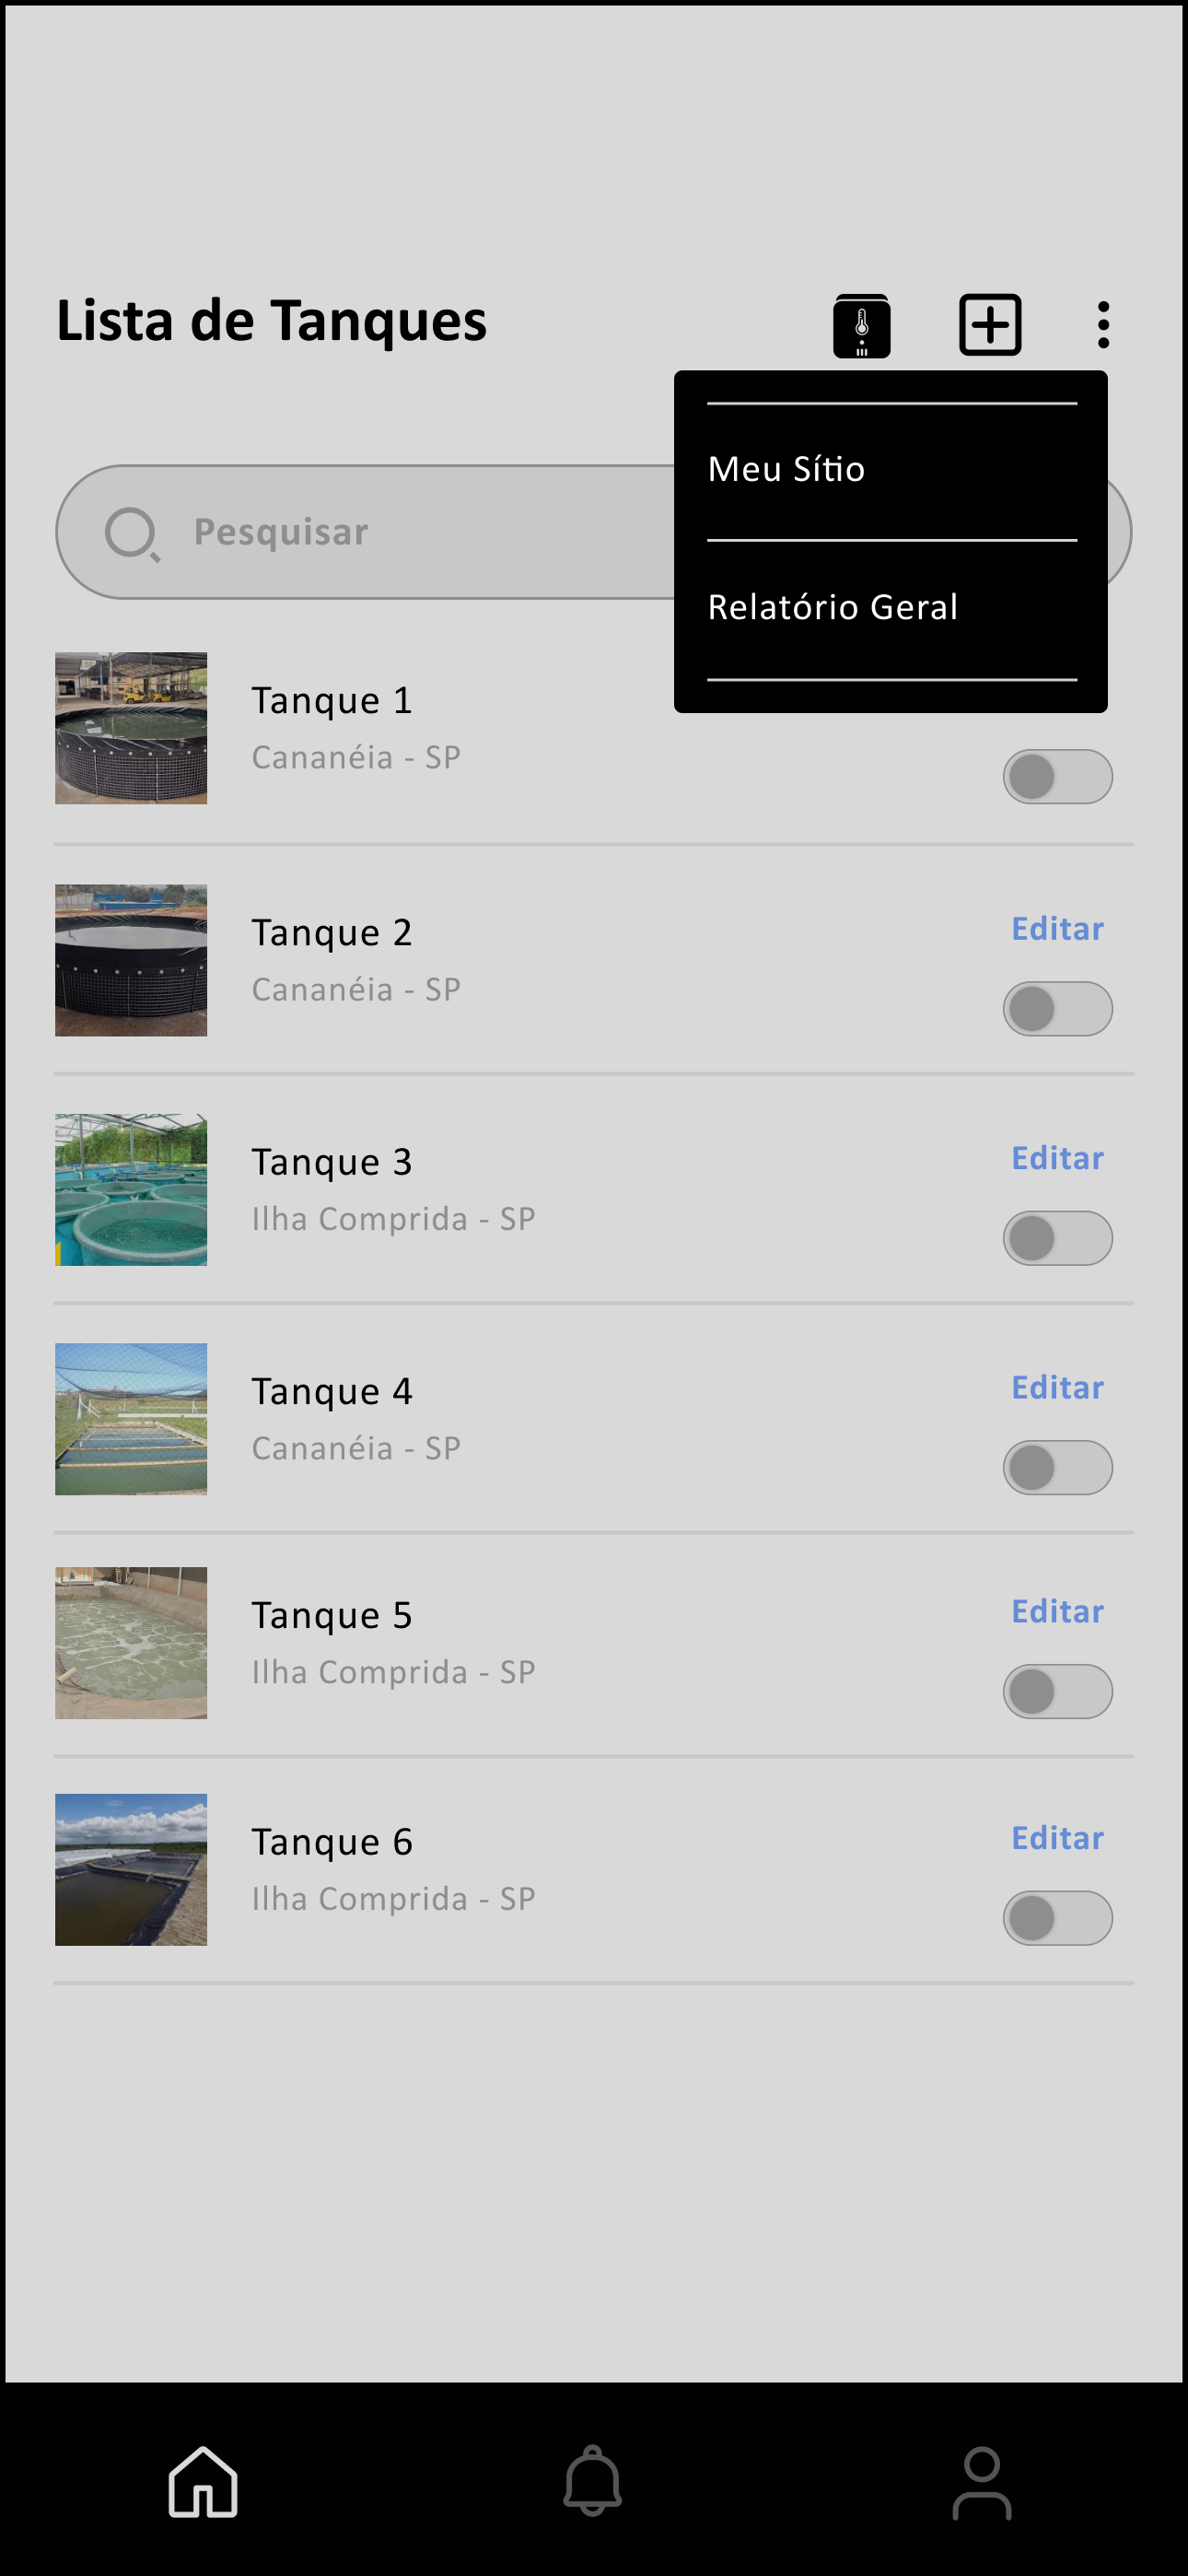 Lista de Tanques
Meu Sítio
Pesquisar
Relatório Geral
Tanque 1
Cananéia - SP
Tanque 2
Editar
Cananéia - SP
Tanque 3
Editar
Ilha Comprida - SP
Tanque 4
Editar
Cananéia - SP
Tanque 5
Editar
Ilha Comprida - SP
Tanque 6
Editar
Ilha Comprida - SP